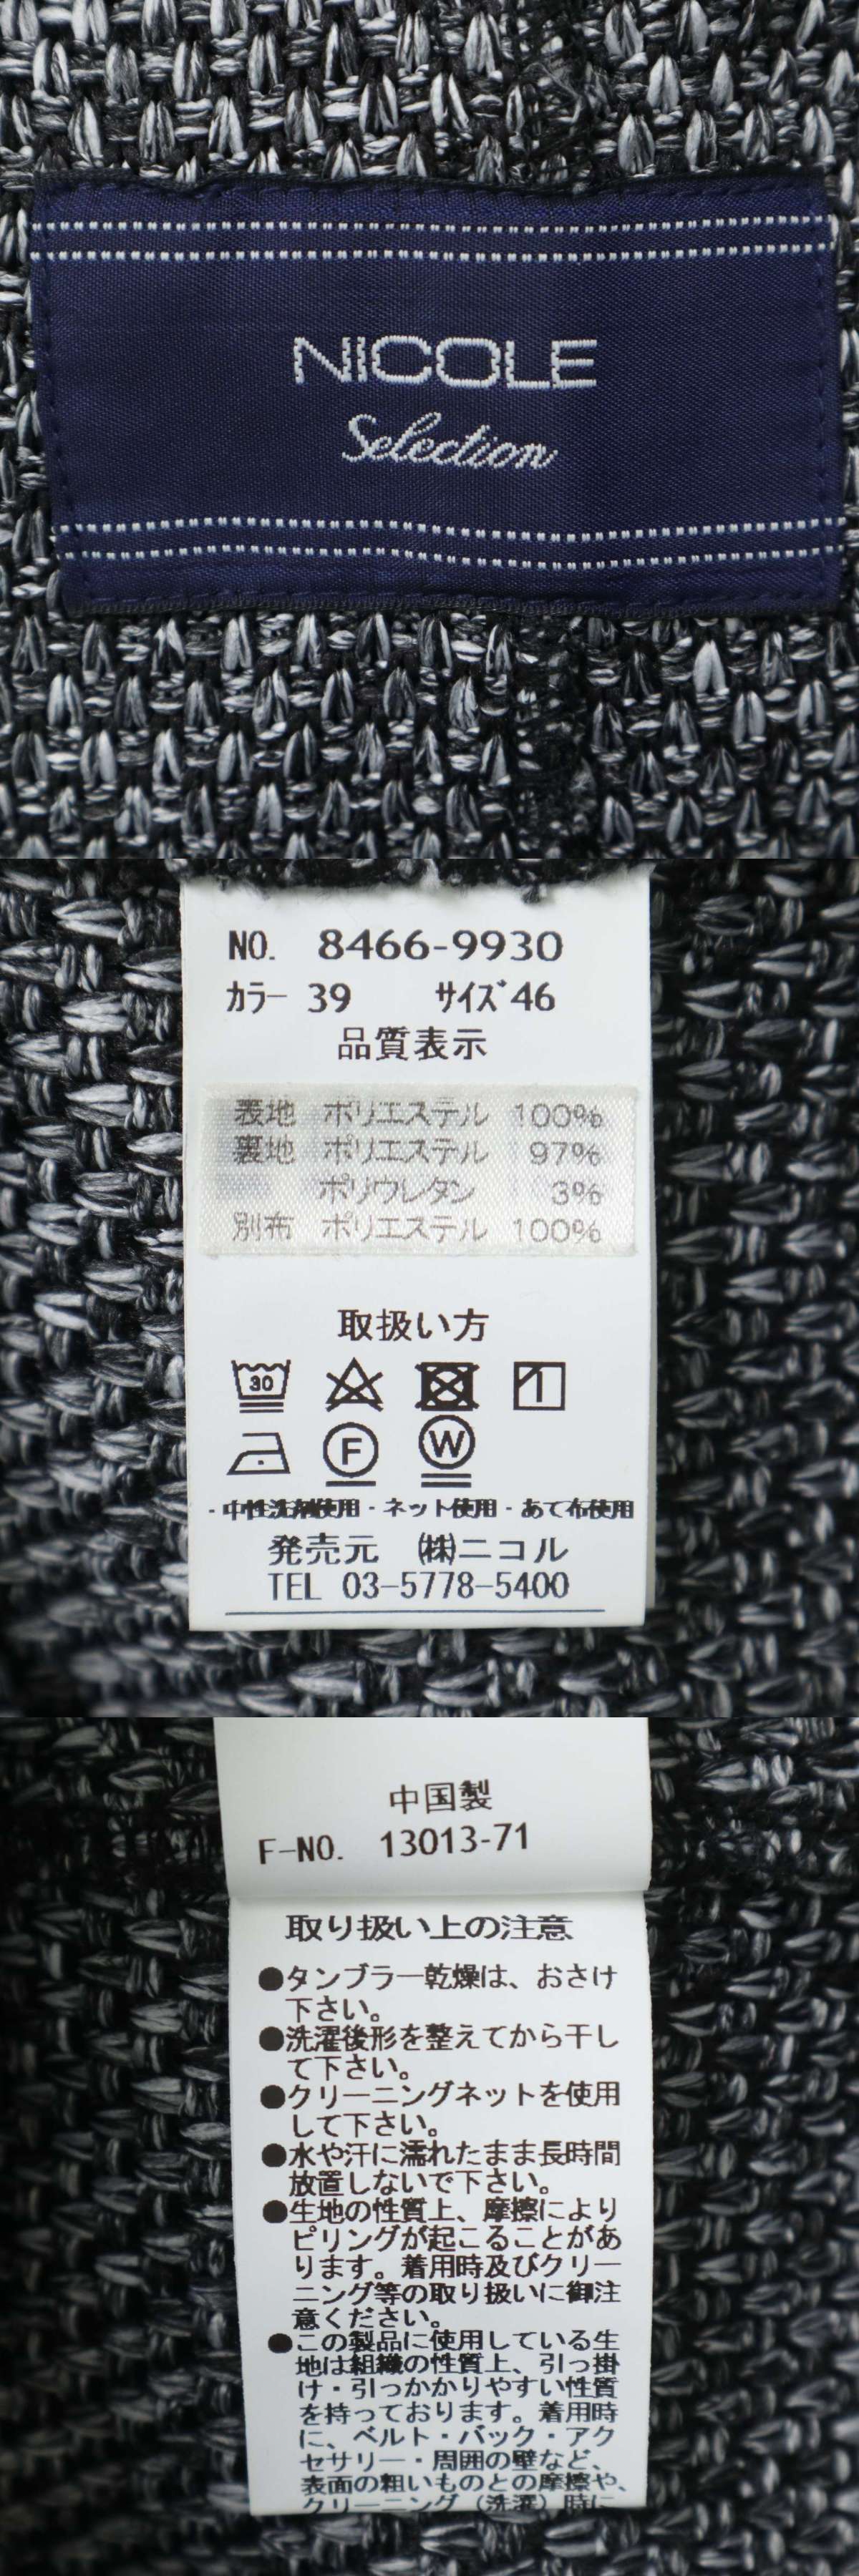 NICOLE
Selection
NO. 8466-9930
カラー 39 サイズ 46
品質表示
表地 ポリエステル 100%
裏地 ポリエステル 97%
ポリウレタン 3%
別布 ポリエステル 100%
取扱い方
30
F W
・中性洗剤使用・ネット使用・あて布使用
発売元 ㈱ニコル
TEL 03-5778-5400
中国製
F-NO. 13013-71
取り扱い上の注意
●タンブラー乾燥は、おさけ
下さい。
●洗濯後形を整えてから干し
て下さい。
●クリーニングネットを使用
して下さい。
●水や汗に濡れたまま長時間
放置しないで下さい。
●生地の性質上、摩擦により
ピリングが起こることがあ
ります。着用時及びクリー
ニング等の取り扱いに御注
意ください。
●この製品に使用している生
地は組織の性質上、引っ掛
け・引っかかりやすい性質
を持っております。着用時
に、ベルト・バック・アク
セサリー・周囲の壁など、
表面の粗いものとの摩擦や、
クリーニング（洗濯）時に